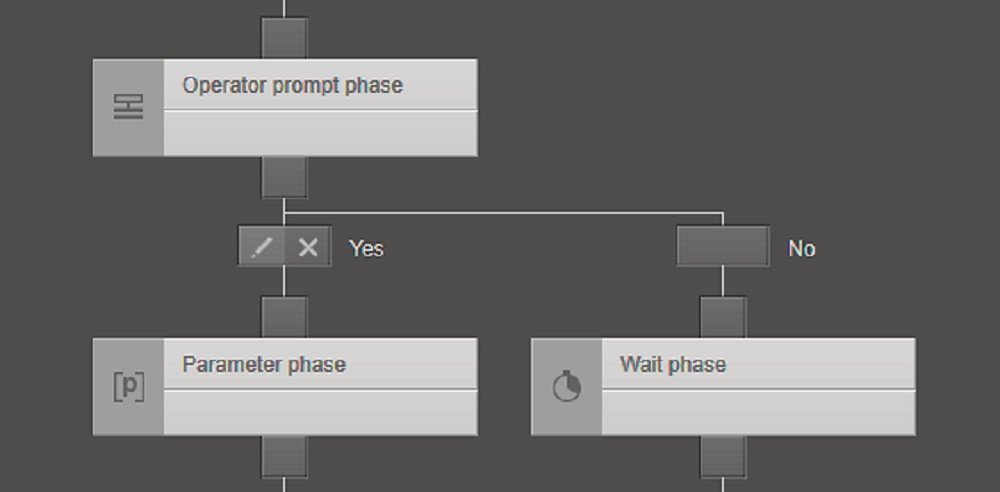 Operator prompt phase
Yes
No
[p]
Parameter phase
Wait phase